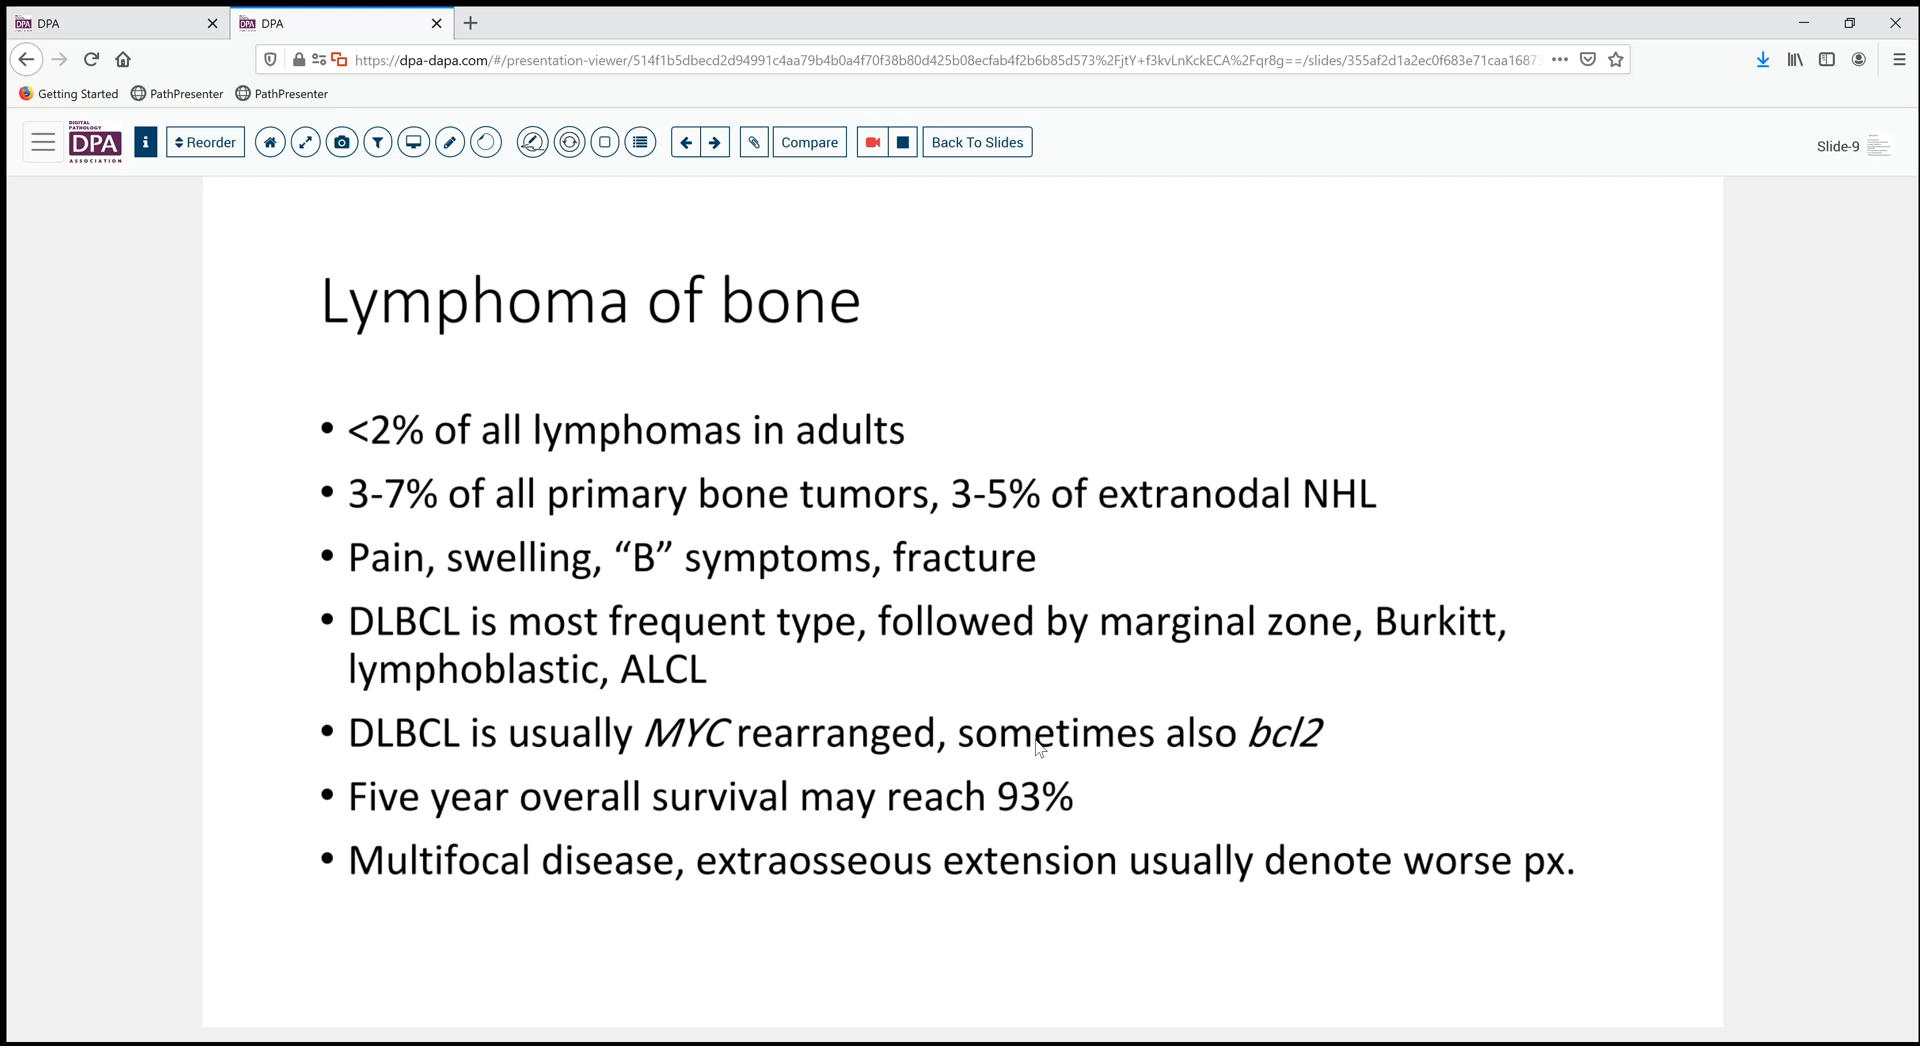 DPA
DPA
https://dpa-dapa.com/#/presentation-viewer/514f1b5dbecd2d94991c4aa79b4b0a4f70f38b80d425b08ecfab4f2b6b85d573%2FjtY+f3kvLnKckECA%2Fqr8g==/slides/355af2d1a2ec0f683e71caa1687
Getting Started
PathPresenter
PathPresenter
DIGITAL
PATHOLOGY
DPA
ASSOCIATION
i
Reorder
Compare
Back To Slides
Slide-9
Lymphoma of bone
• <2% of all lymphomas in adults
• 3-7% of all primary bone tumors, 3-5% of extranodal NHL
• Pain, swelling, “B” symptoms, fracture
• DLBCL is most frequent type, followed by marginal zone, Burkitt,
lymphoblastic, ALCL
• DLBCL is usually MYC rearranged, sometimes also bcl2
• Five year overall survival may reach 93%
• Multifocal disease, extraosseous extension usually denote worse px.